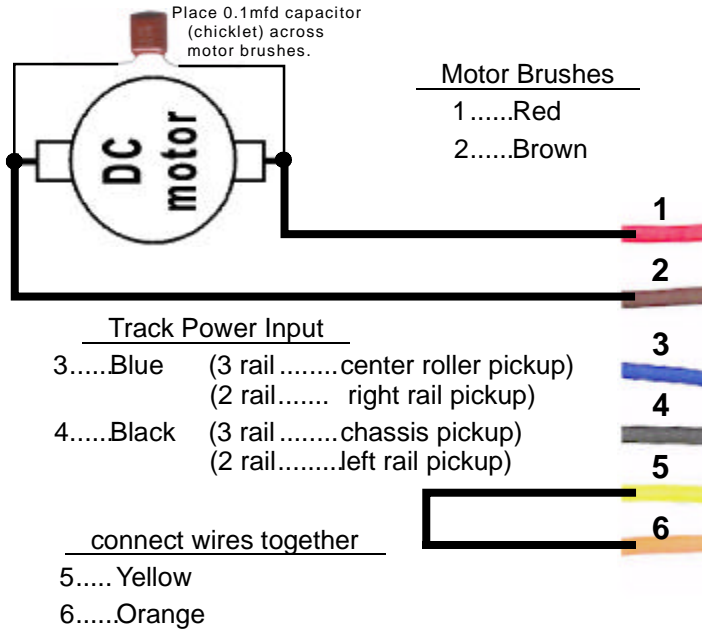 Place 0.1mfd capacitor
(chicklet) across
motor brushes.
DC
motor
Motor Brushes
1......Red
2......Brown
1
2
3
4
5
6
Track Power Input
3......Blue (3 rail ........ center roller pickup)
(2 rail....... right rail pickup)
4......Black (3 rail ........ chassis pickup)
(2 rail.........left rail pickup)
connect wires together
5..... Yellow
6......Orange